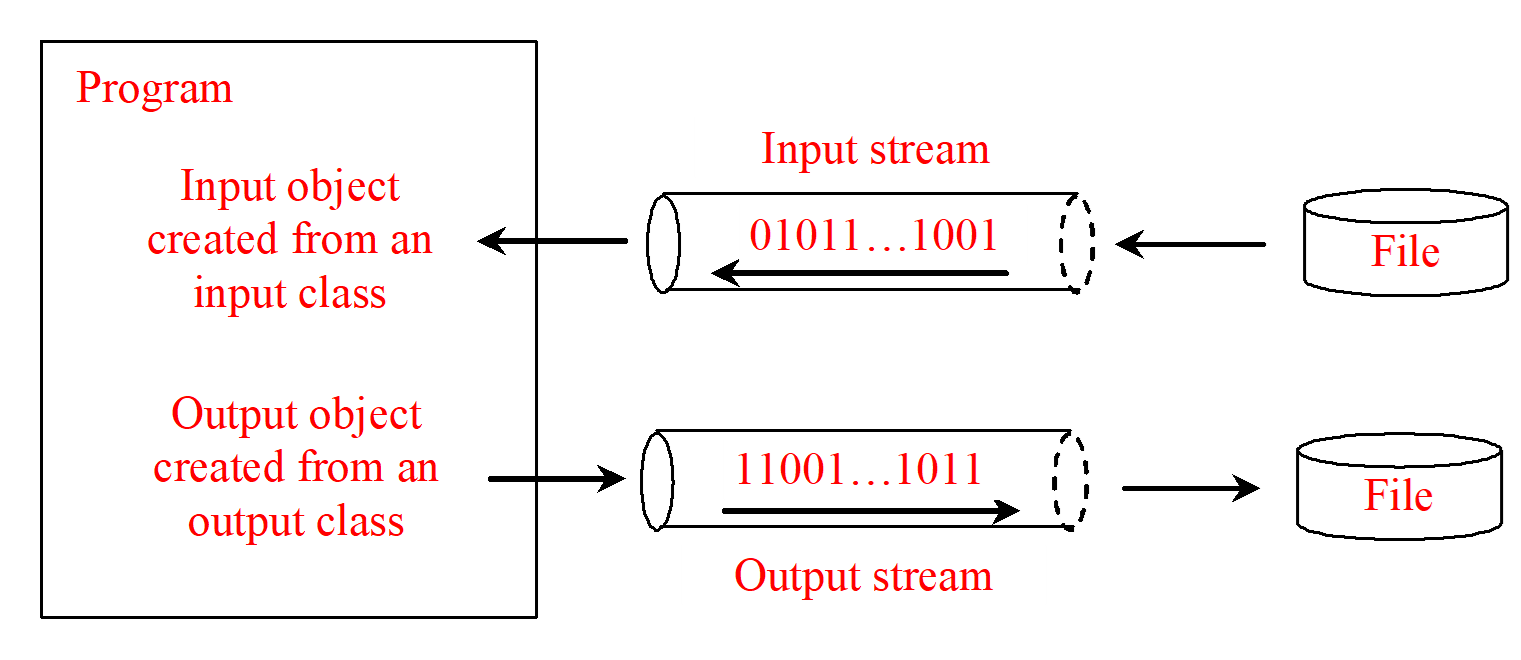 Program
Input object
created from an
input class
Input stream
01011…1001
File
Output object
created from an
output class
11001…1011
Output stream
File